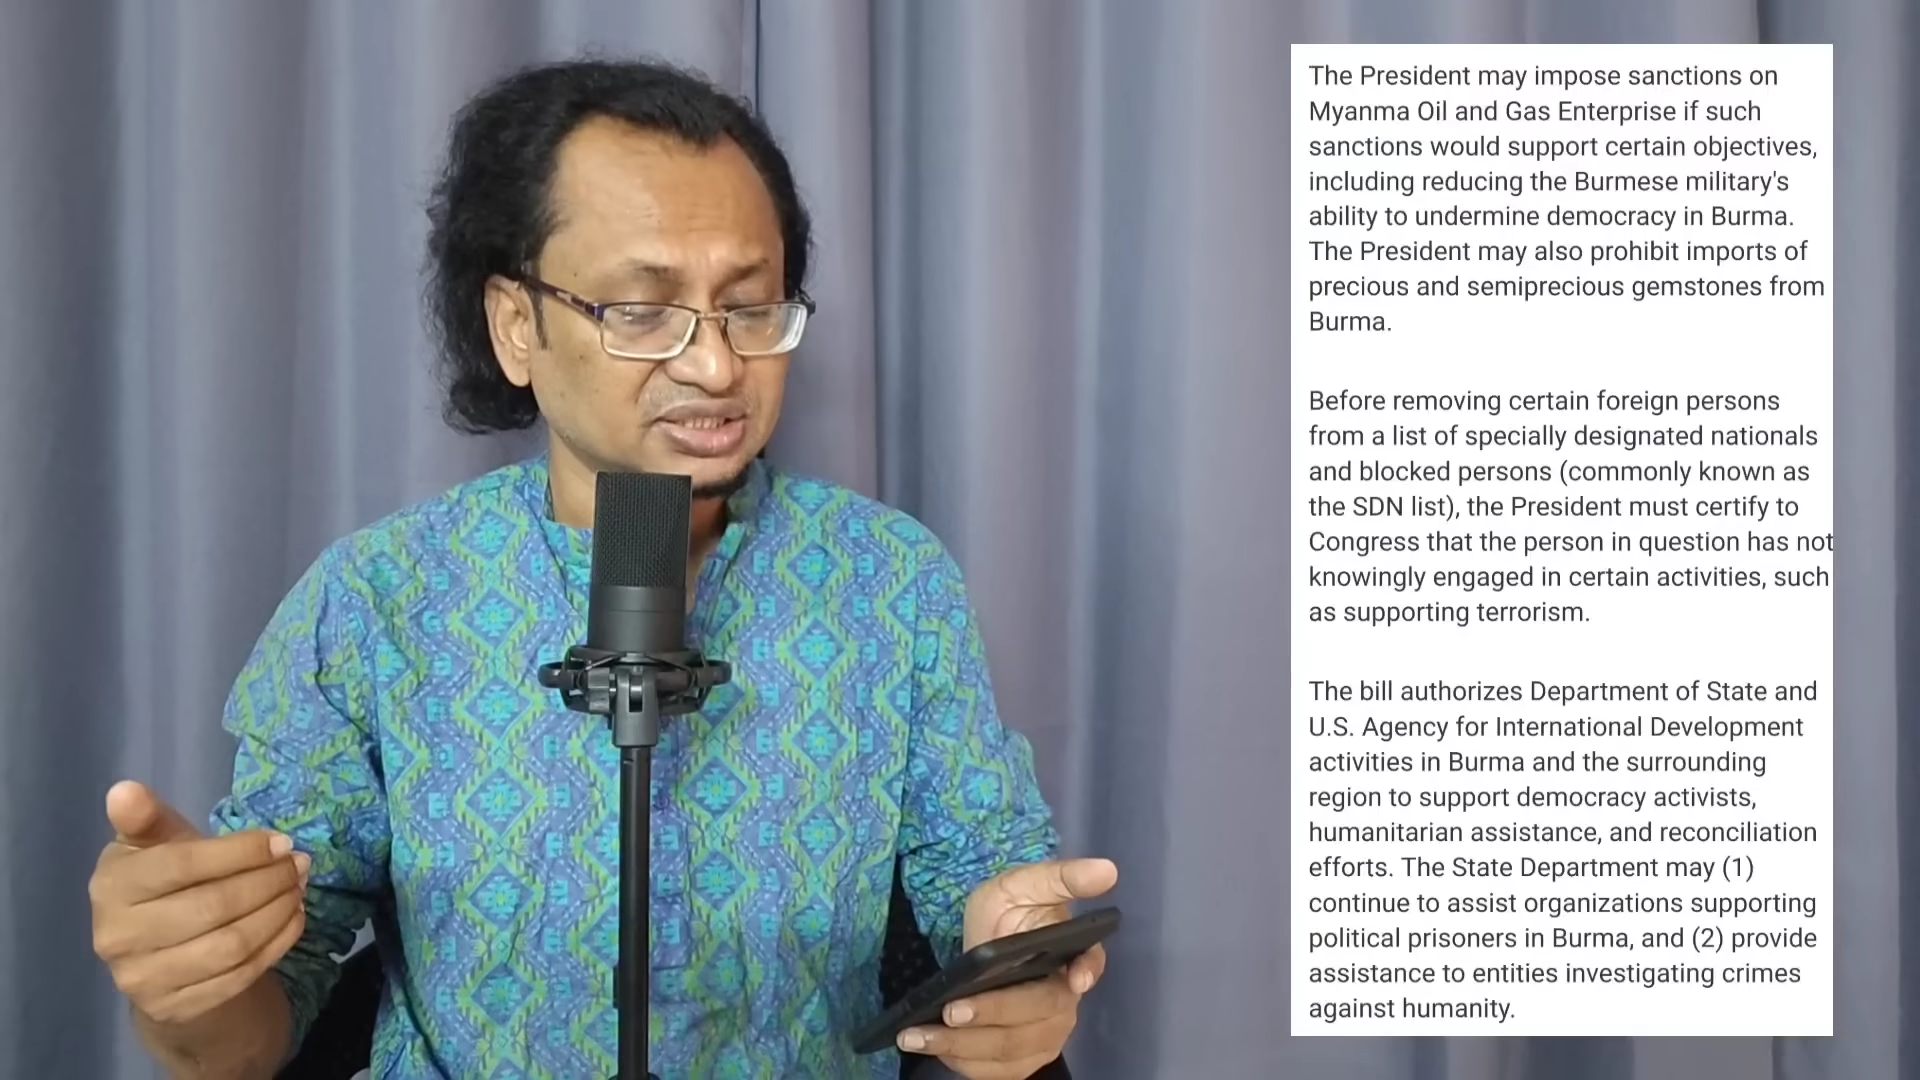 The President may impose sanctions on
Myanma Oil and Gas Enterprise if such
sanctions would support certain objectives,
including reducing the Burmese military's
ability to undermine democracy in Burma.
The President may also prohibit imports of
precious and semiprecious gemstones from
Burma.
Before removing certain foreign persons
from a list of specially designated nationals
and blocked persons (commonly known as
the SDN list), the President must certify to
Congress that the person in question has not
knowingly engaged in certain activities, such
as supporting terrorism.
The bill authorizes Department of State and
U.S. Agency for International Development
activities in Burma and the surrounding
region to support democracy activists,
humanitarian assistance, and reconciliation
efforts. The State Department may (1)
continue to assist organizations supporting
political prisoners in Burma, and (2) provide
assistance to entities investigating crimes
against humanity.